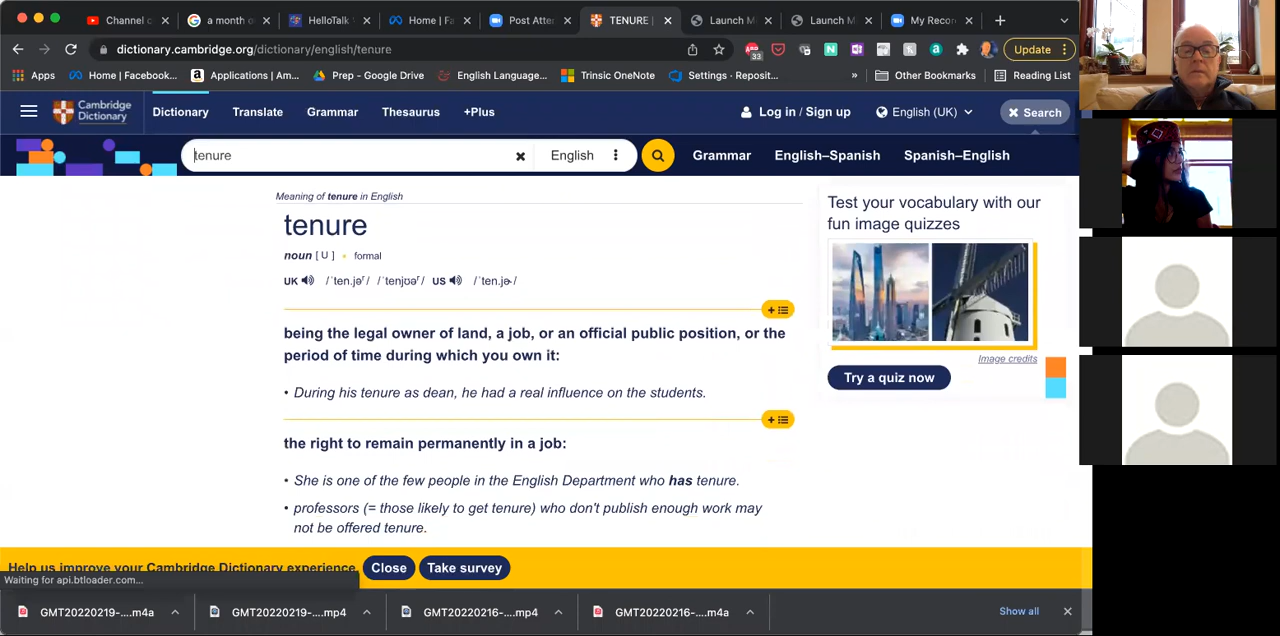 Channel c
a month o
HelloTalk
Home | Fa
Post Atter
TENURE |
Launch M
Launch M
My Recor
dictionary.cambridge.org/dictionary/english/tenure
33
Update
Apps
Home | Facebook...
Applications | Am...
Prep - Google Drive
English Language...
Trinsic OneNote
Settings - Reposit...
»
Other Bookmarks
Reading List
Cambridge
Dictionary
Dictionary
Translate
Grammar
Thesaurus
+Plus
Log in / Sign up
English (UK)
Search
tenure
English
Grammar
English–Spanish
Spanish–English
Meaning of tenure in English
tenure
noun [ U ] • formal
UK /ˈten.jəʳ/ /ˈtenjʊəʳ/ US /ˈten.jɚ/
being the legal owner of land, a job, or an official public position, or the
period of time during which you own it:
• During his tenure as dean, he had a real influence on the students.
the right to remain permanently in a job:
• She is one of the few people in the English Department who has tenure.
• professors (= those likely to get tenure) who don't publish enough work may
not be offered tenure.
Test your vocabulary with our
fun image quizzes
Image credits
Try a quiz now
Help us improve your Cambridge Dictionary experience
Close
Take survey
Waiting for api.btloader.com...
GMT20220219-....m4a
GMT20220219-....mp4
GMT20220216-....mp4
GMT20220216-....m4a
Show all